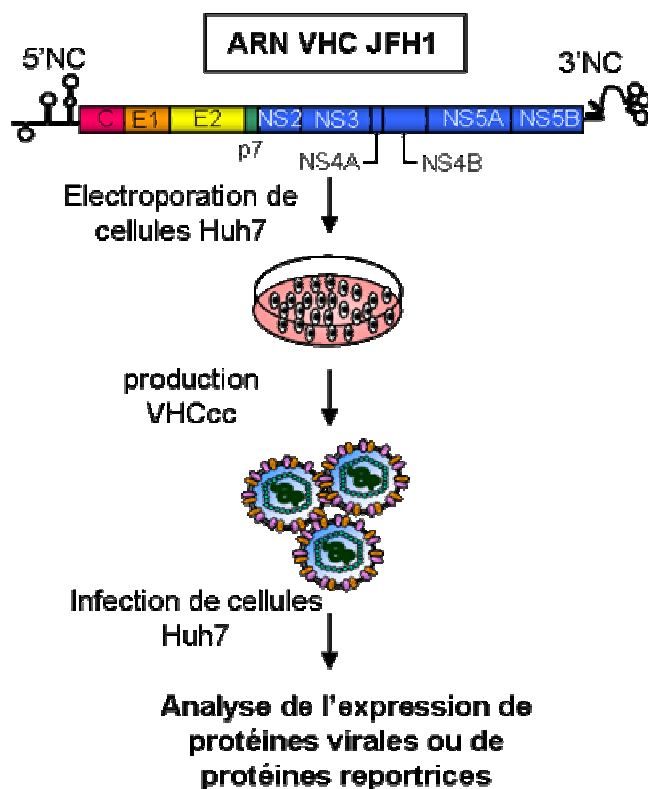 ARN VHC JFH1
5'NC
3'NC
C E1 E2 NS2 NS3 NS5A NS5B
p7
NS4A
NS4B
Electroporation de
cellules Huh7
production
VHCcc
Infection de cellules
Huh7
Analyse de l'expression de
protéines virales ou de
protéines reportrices